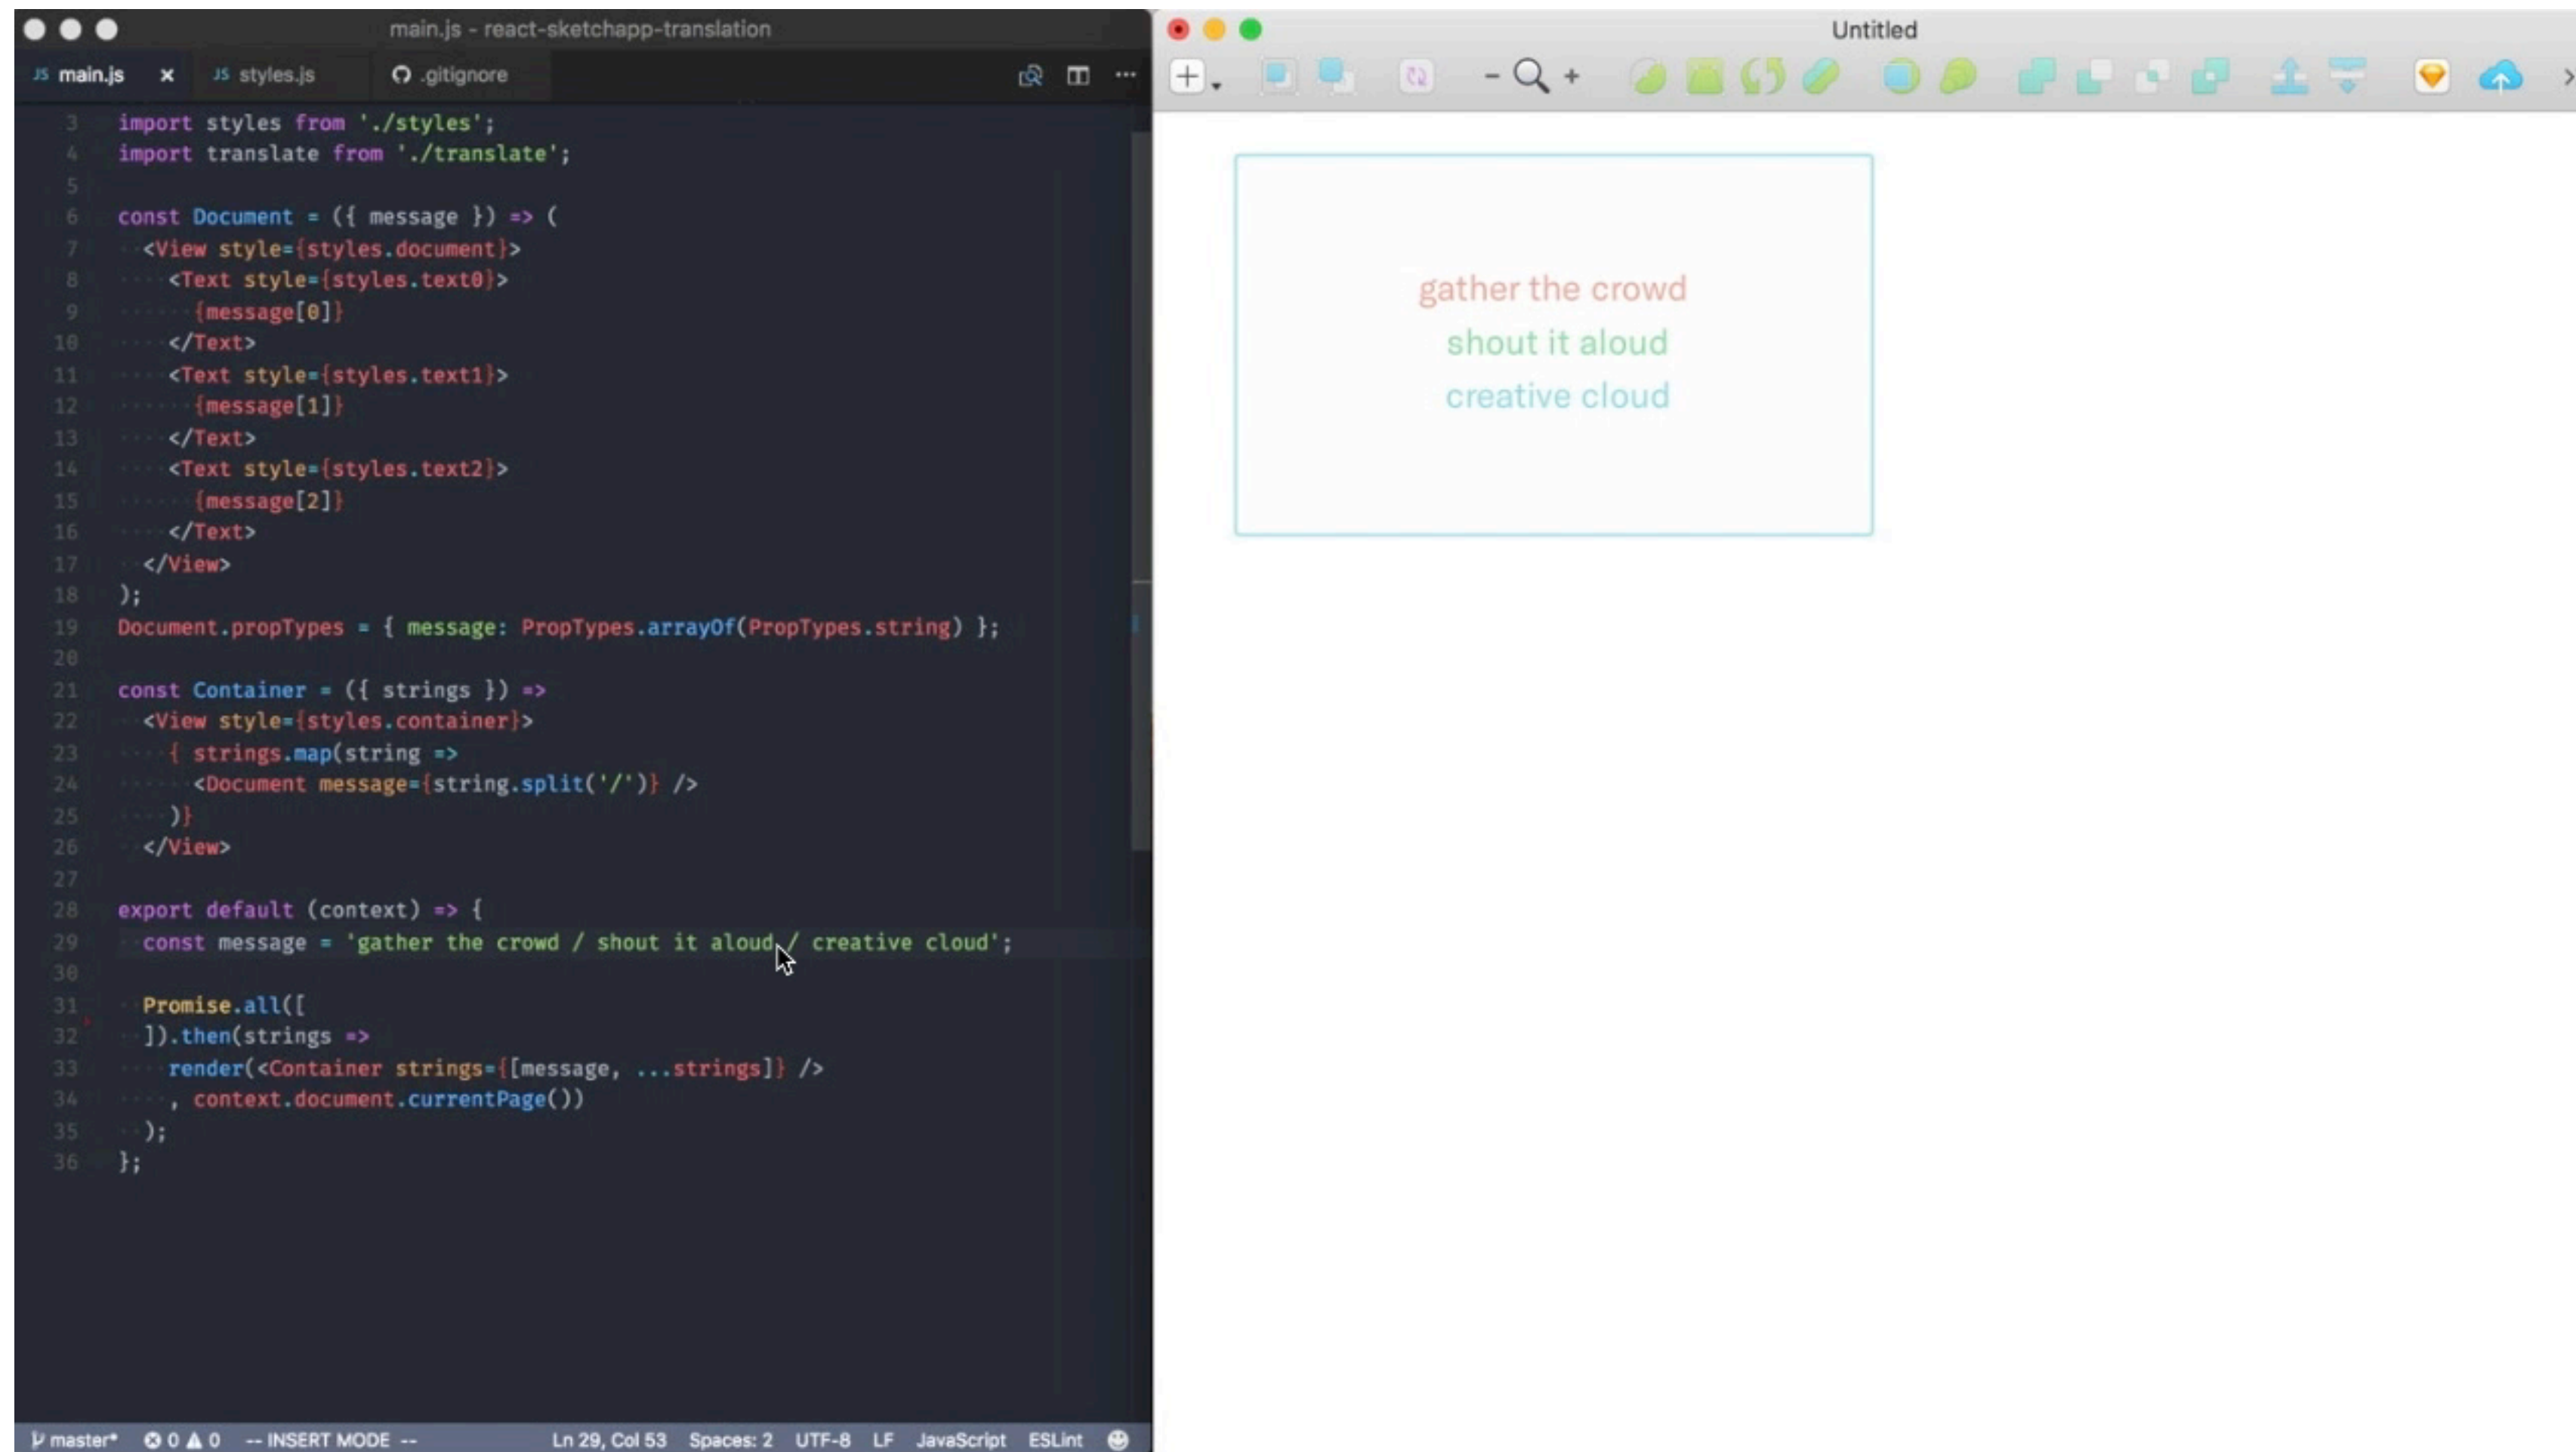 main.js - react-sketchapp-translation
JS main.js × JS styles.js .gitignore ···
3 import styles from './styles';
4 import translate from './translate';
5
6 const Document = ({ message }) => (
7 <View style={styles.document}>
8 <Text style={styles.text0}>
9 {message[0]}
10 </Text>
11 <Text style={styles.text1}>
12 {message[1]}
13 </Text>
14 <Text style={styles.text2}>
15 {message[2]}
16 </Text>
17 </View>
18 );
19 Document.propTypes = { message: PropTypes.arrayOf(PropTypes.string) };
20
21 const Container = ({ strings }) =>
22 <View style={styles.container}>
23 { strings.map(string =>
24 <Document message={string.split('/')} />
25 )}
26 </View>
27
28 export default (context) => {
29 const message = 'gather the crowd / shout it aloud / creative cloud';
30
31 Promise.all([
32 ]).then(strings =>
33 render(<Container strings={[message, ...strings]} />
34 , context.document.currentPage())
35 );
36 };
master* 0 0 -- INSERT MODE -- Ln 29, Col 53 Spaces: 2 UTF-8 LF JavaScript ESLint
Untitled
gather the crowd
shout it aloud
creative cloud